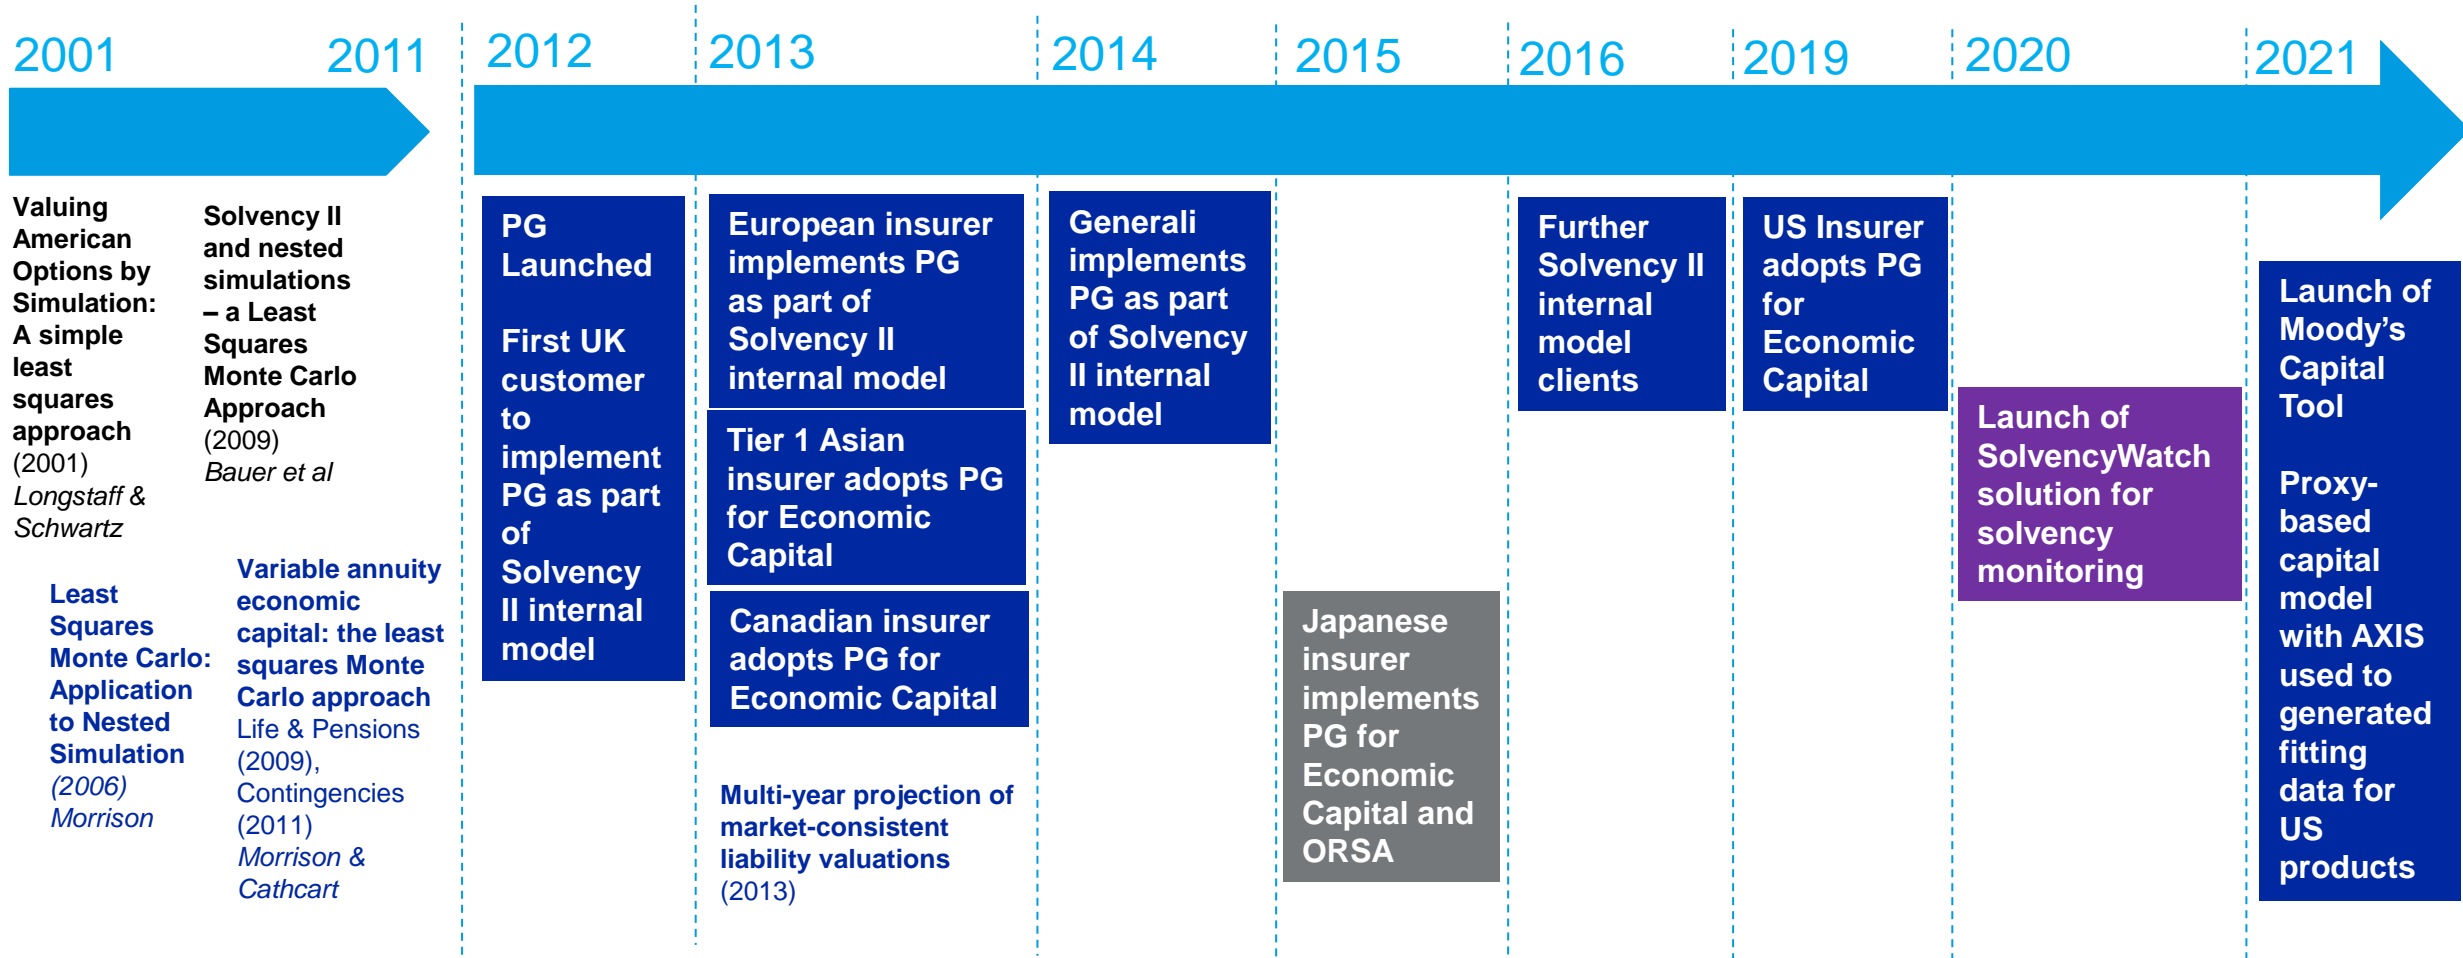 2001
2011
2012
2013
2014
2015
2016
2019
2020
2021
Valuing
American
Options by
Simulation:
A simple
least
squares
approach
(2001)
Longstaff &
Schwartz
Solvency II
and nested
simulations
– a Least
Squares
Monte Carlo
Approach
(2009)
Bauer et al
Least
Squares
Monte Carlo:
Application
to Nested
Simulation
(2006)
Morrison
Variable annuity
economic
capital: the least
squares Monte
Carlo approach
Life & Pensions
(2009),
Contingencies
(2011)
Morrison &
Cathcart
PG
Launched
First UK
customer
to
implement
PG as part
of
Solvency
II internal
model
European insurer
implements PG
as part of
Solvency II
internal model
Tier 1 Asian
insurer adopts PG
for Economic
Capital
Canadian insurer
adopts PG for
Economic Capital
Multi-year projection of
market-consistent
liability valuations
(2013)
Generali
implements
PG as part
of Solvency
II internal
model
Japanese
insurer
implements
PG for
Economic
Capital and
ORSA
Further
Solvency II
internal
model
clients
US Insurer
adopts PG
for
Economic
Capital
Launch of
SolvencyWatch
solution for
solvency
monitoring
Launch of
Moody’s
Capital
Tool
Proxy-
based
capital
model
with AXIS
used to
generated
fitting
data for
US
products